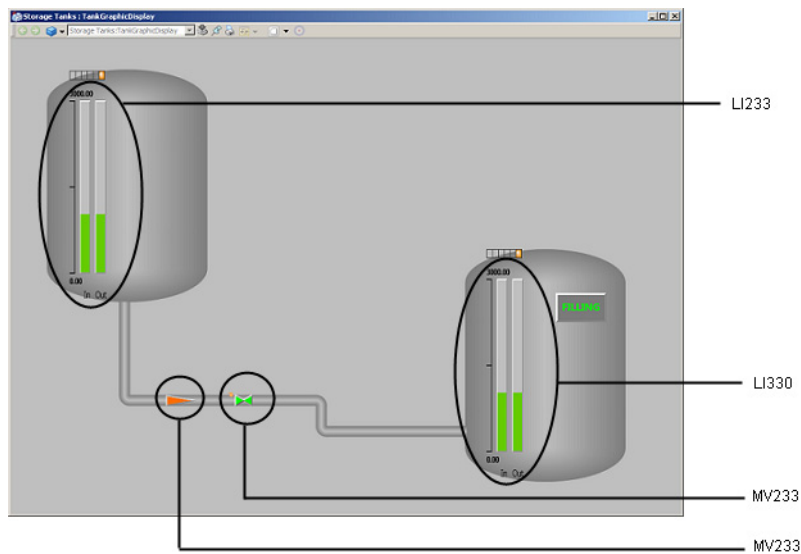 Storage Tanks : TankGraphicDisplay
Storage Tanks:TankGraphicDisplay
3000.00
LI233
0.00
In Out
3000.00
FILLING
LI330
0.00
In Out
MV233
MV233